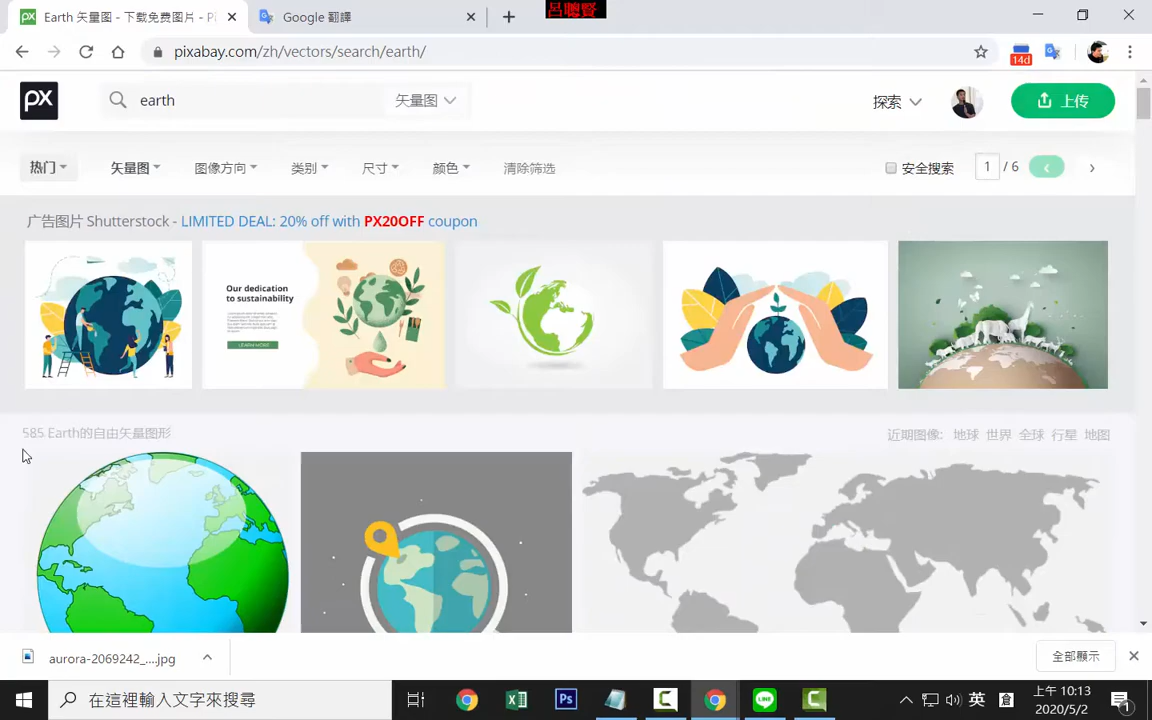 Earth 矢量图 - 下载免费图片 - Pi
Google 翻譯
呂聰賢
pixabay.com/zh/vectors/search/earth/
14d
px
earth
矢量图
探索
上传
热门
矢量图
图像方向
类别
尺寸
颜色
清除筛选
安全搜索
1 / 6
广告图片 Shutterstock - LIMITED DEAL: 20% off with PX20OFF coupon
Our dedication
to sustainability
LEARN MORE
585 Earth的自由矢量图形
近期图像: 地球 世界 全球 行星 地图
aurora-2069242_....jpg
全部顯示
在這裡輸入文字來搜尋
英
倉
上午 10:13
2020/5/2
1